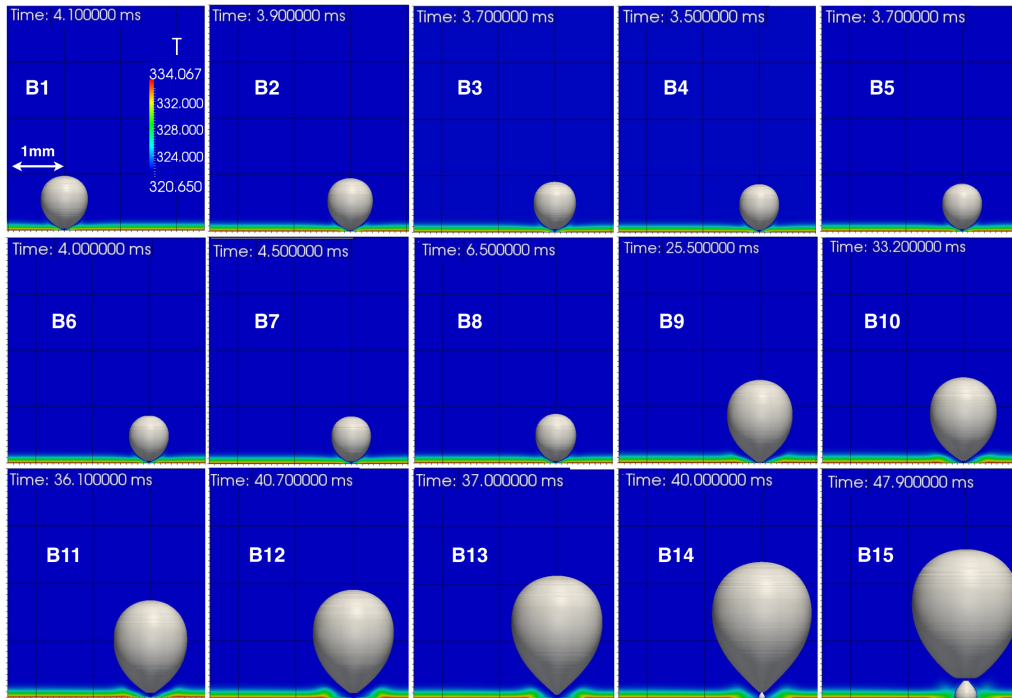 Time: 4.100000 ms
T
334.067
332.000
328.000
324.000
320.650
B1
1mm
Time: 3.900000 ms
B2
Time: 3.700000 ms
B3
Time: 3.500000 ms
B4
Time: 3.700000 ms
B5
Time: 4.000000 ms
B6
Time: 4.500000 ms
B7
Time: 6.500000 ms
B8
Time: 25.500000 ms
B9
Time: 33.200000 ms
B10
Time: 36.100000 ms
B11
Time: 40.700000 ms
B12
Time: 37.000000 ms
B13
Time: 40.000000 ms
B14
Time: 47.900000 ms
B15